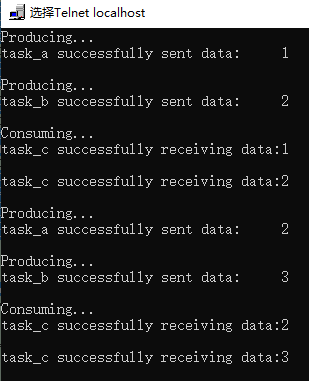 选择Telnet localhost
Producing...
task_a successfully sent data:     1
Producing...
task_b successfully sent data:     2
Consuming...
task_c successfully receiving data:1
task_c successfully receiving data:2
Producing...
task_a successfully sent data:     2
Producing...
task_b successfully sent data:     3
Consuming...
task_c successfully receiving data:2
task_c successfully receiving data:3